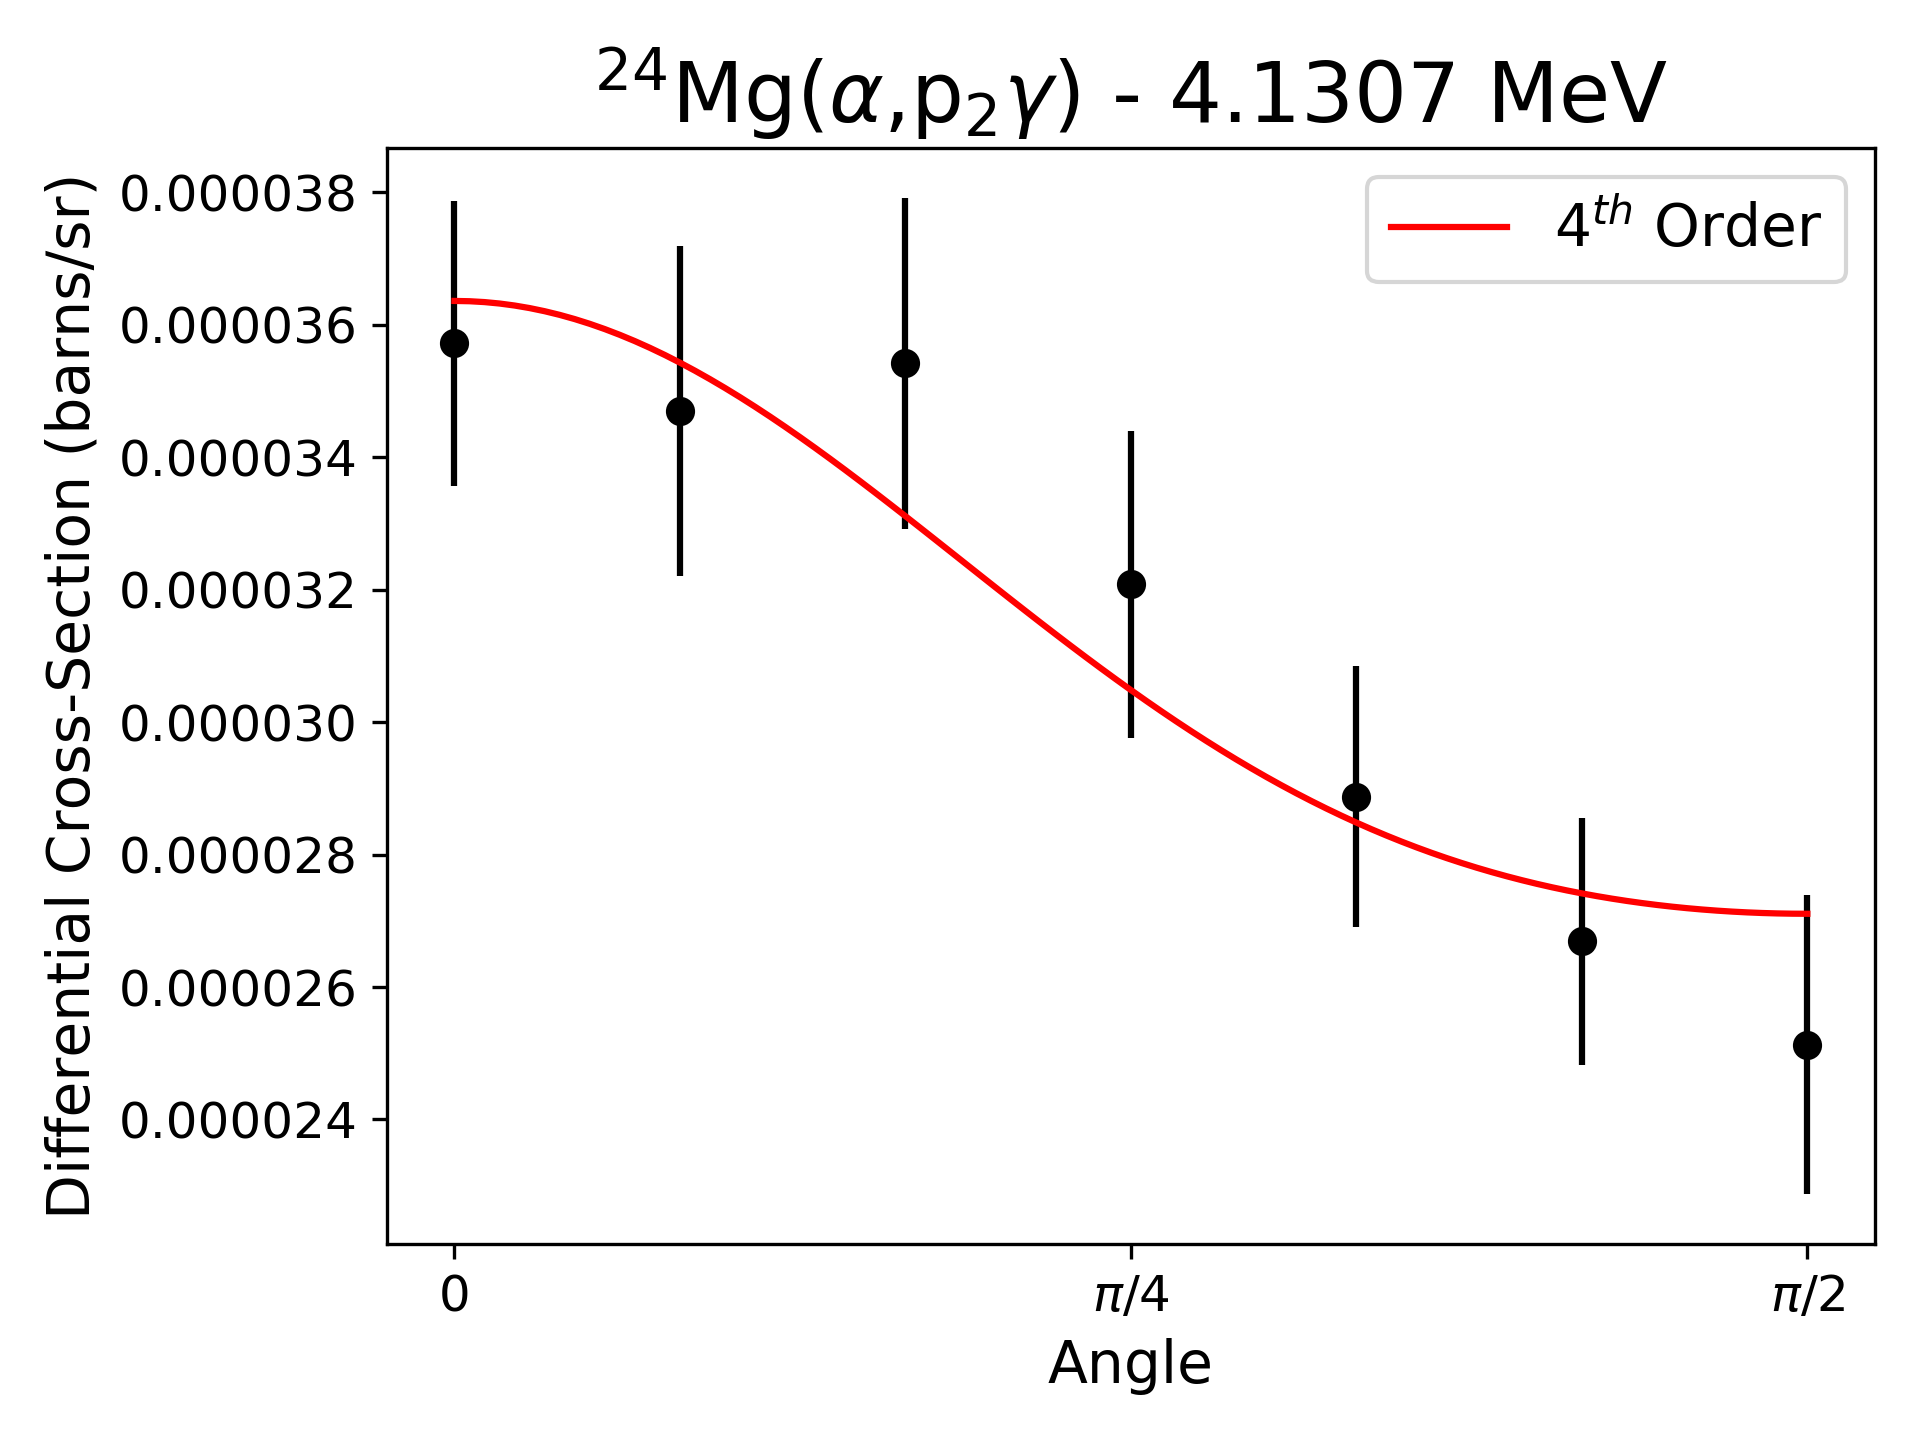 ²⁴Mg(α,p₂γ) - 4.1307 MeV
4ᵗʰ Order
Differential Cross-Section (barns/sr)
0.000038
0.000036
0.000034
0.000032
0.000030
0.000028
0.000026
0.000024
0 π/4 π/2
Angle